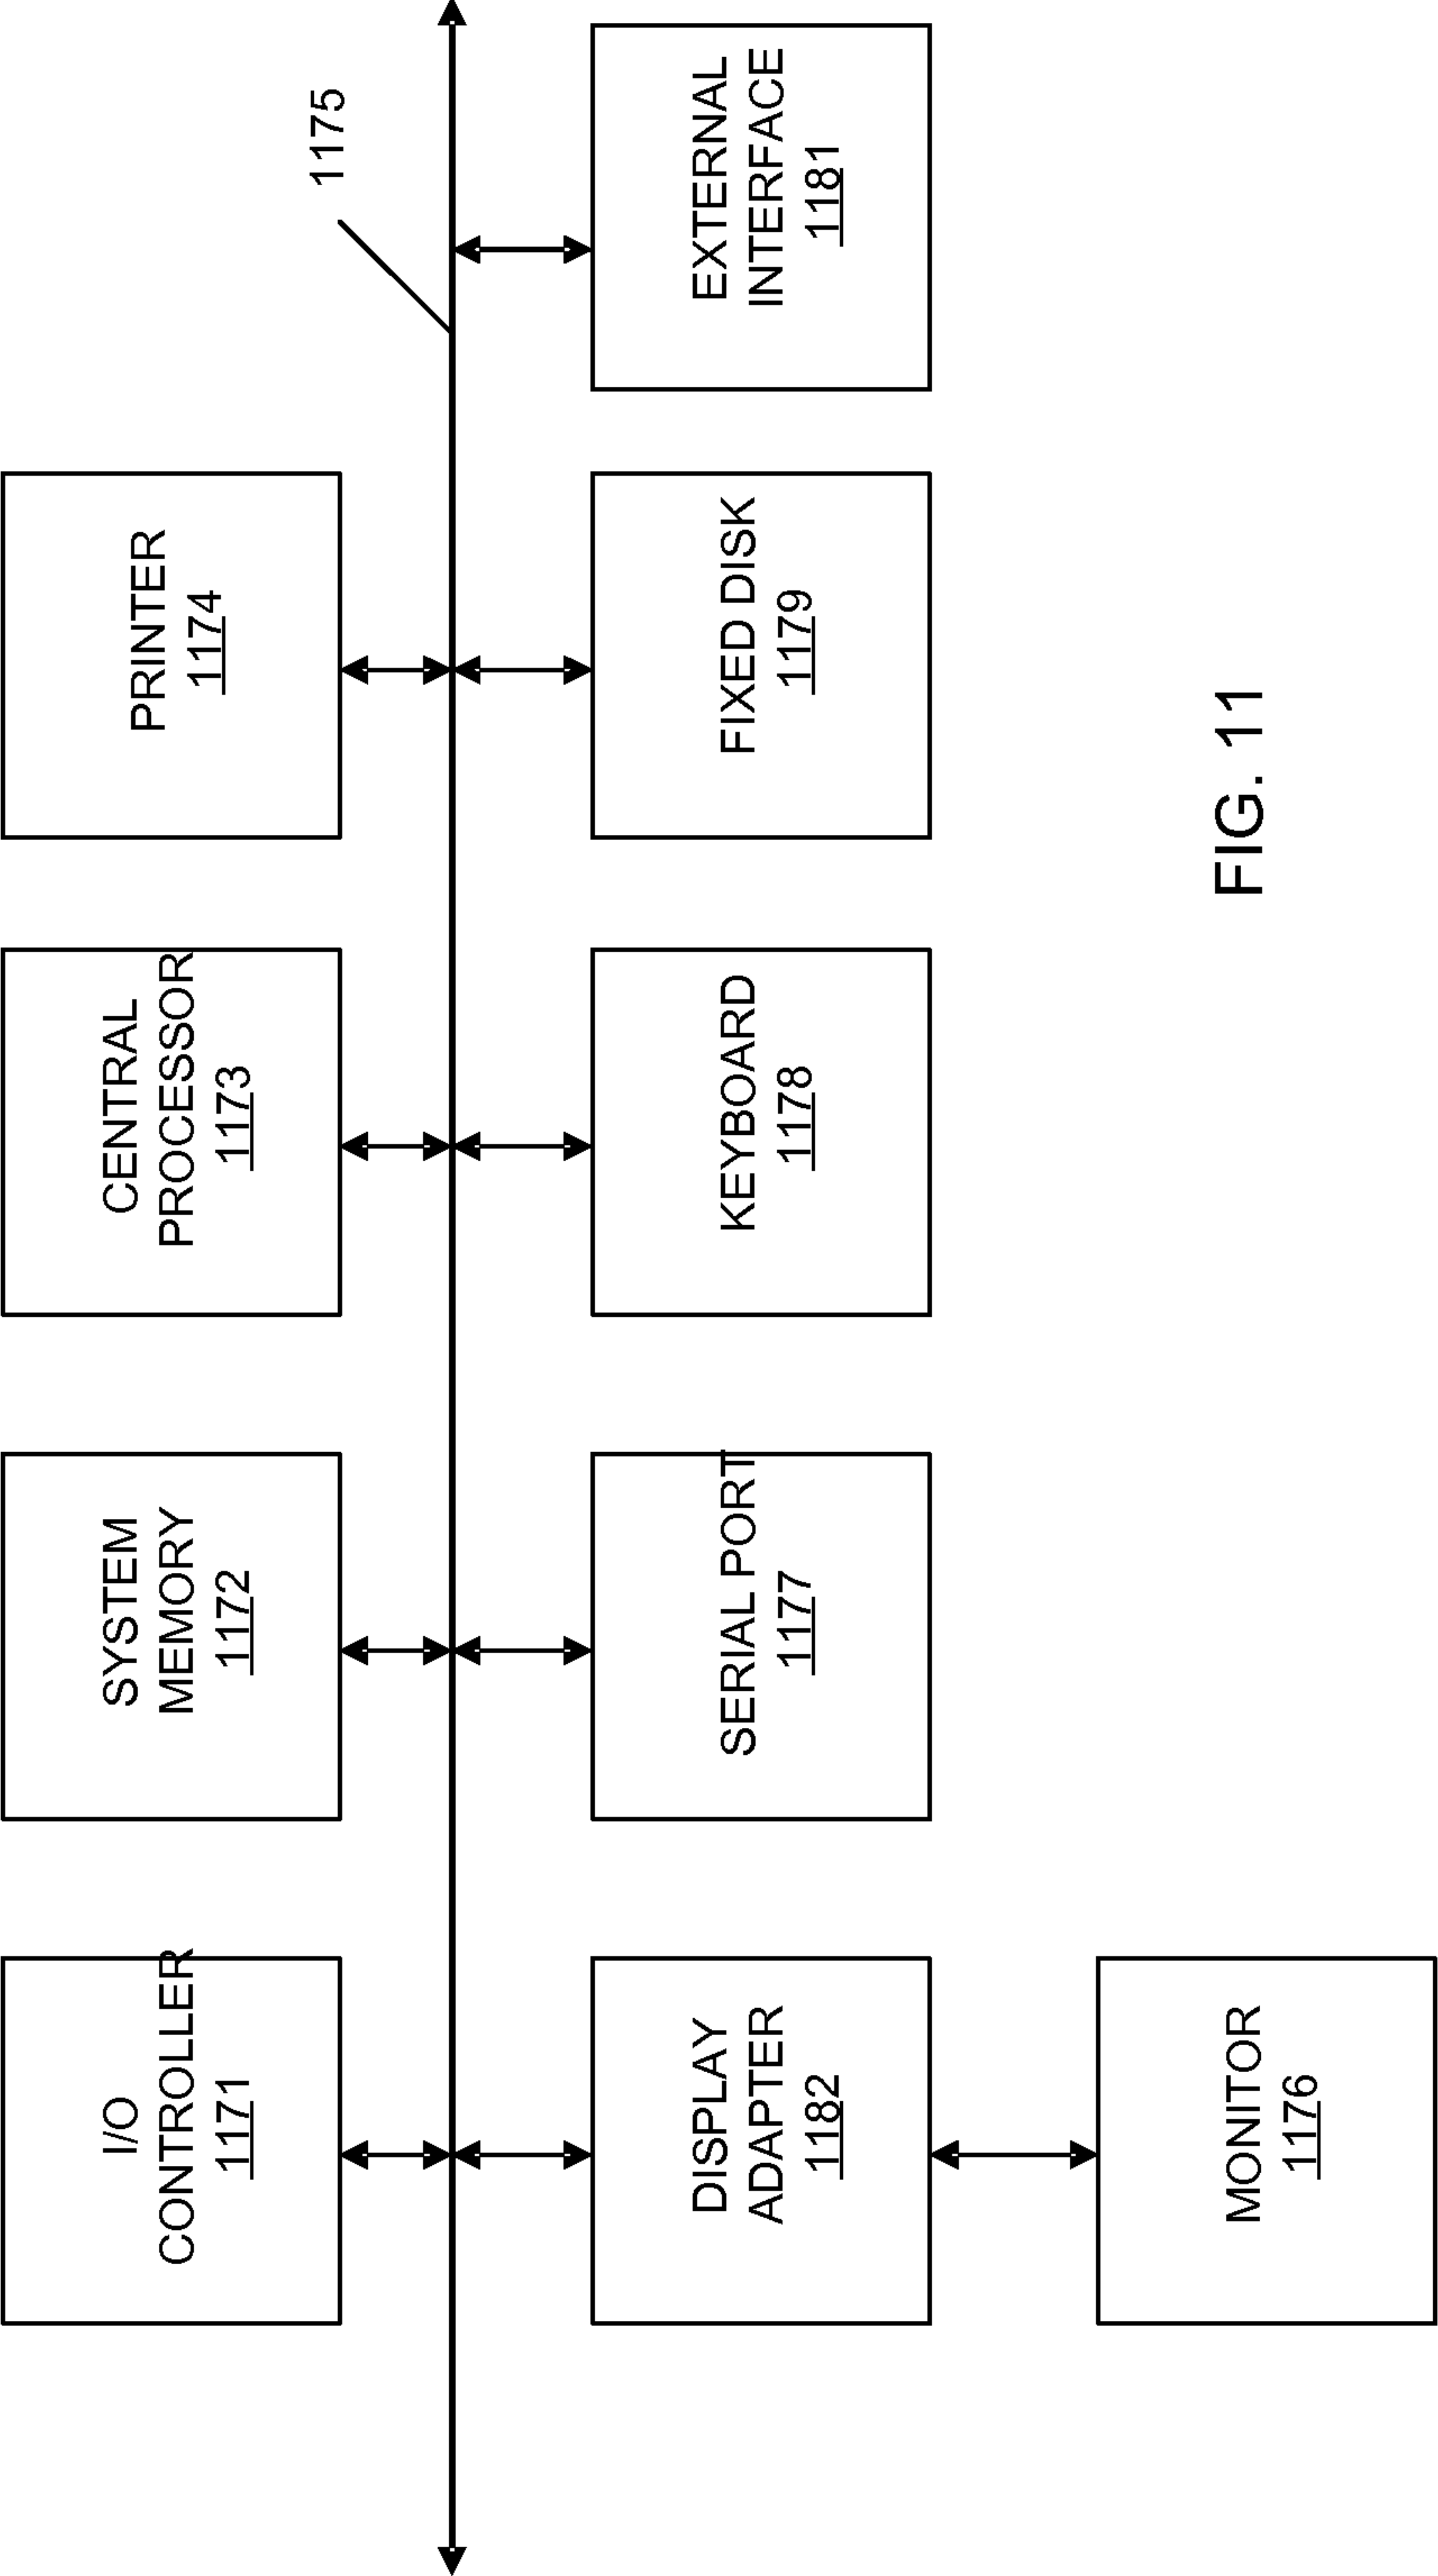 I/O
CONTROLLER
1171
SYSTEM
MEMORY
1172
CENTRAL
PROCESSOR
1173
PRINTER
1174
1175
DISPLAY
ADAPTER
1182
SERIAL PORT
1177
KEYBOARD
1178
FIXED DISK
1179
EXTERNAL
INTERFACE
1181
MONITOR
1176
FIG. 11